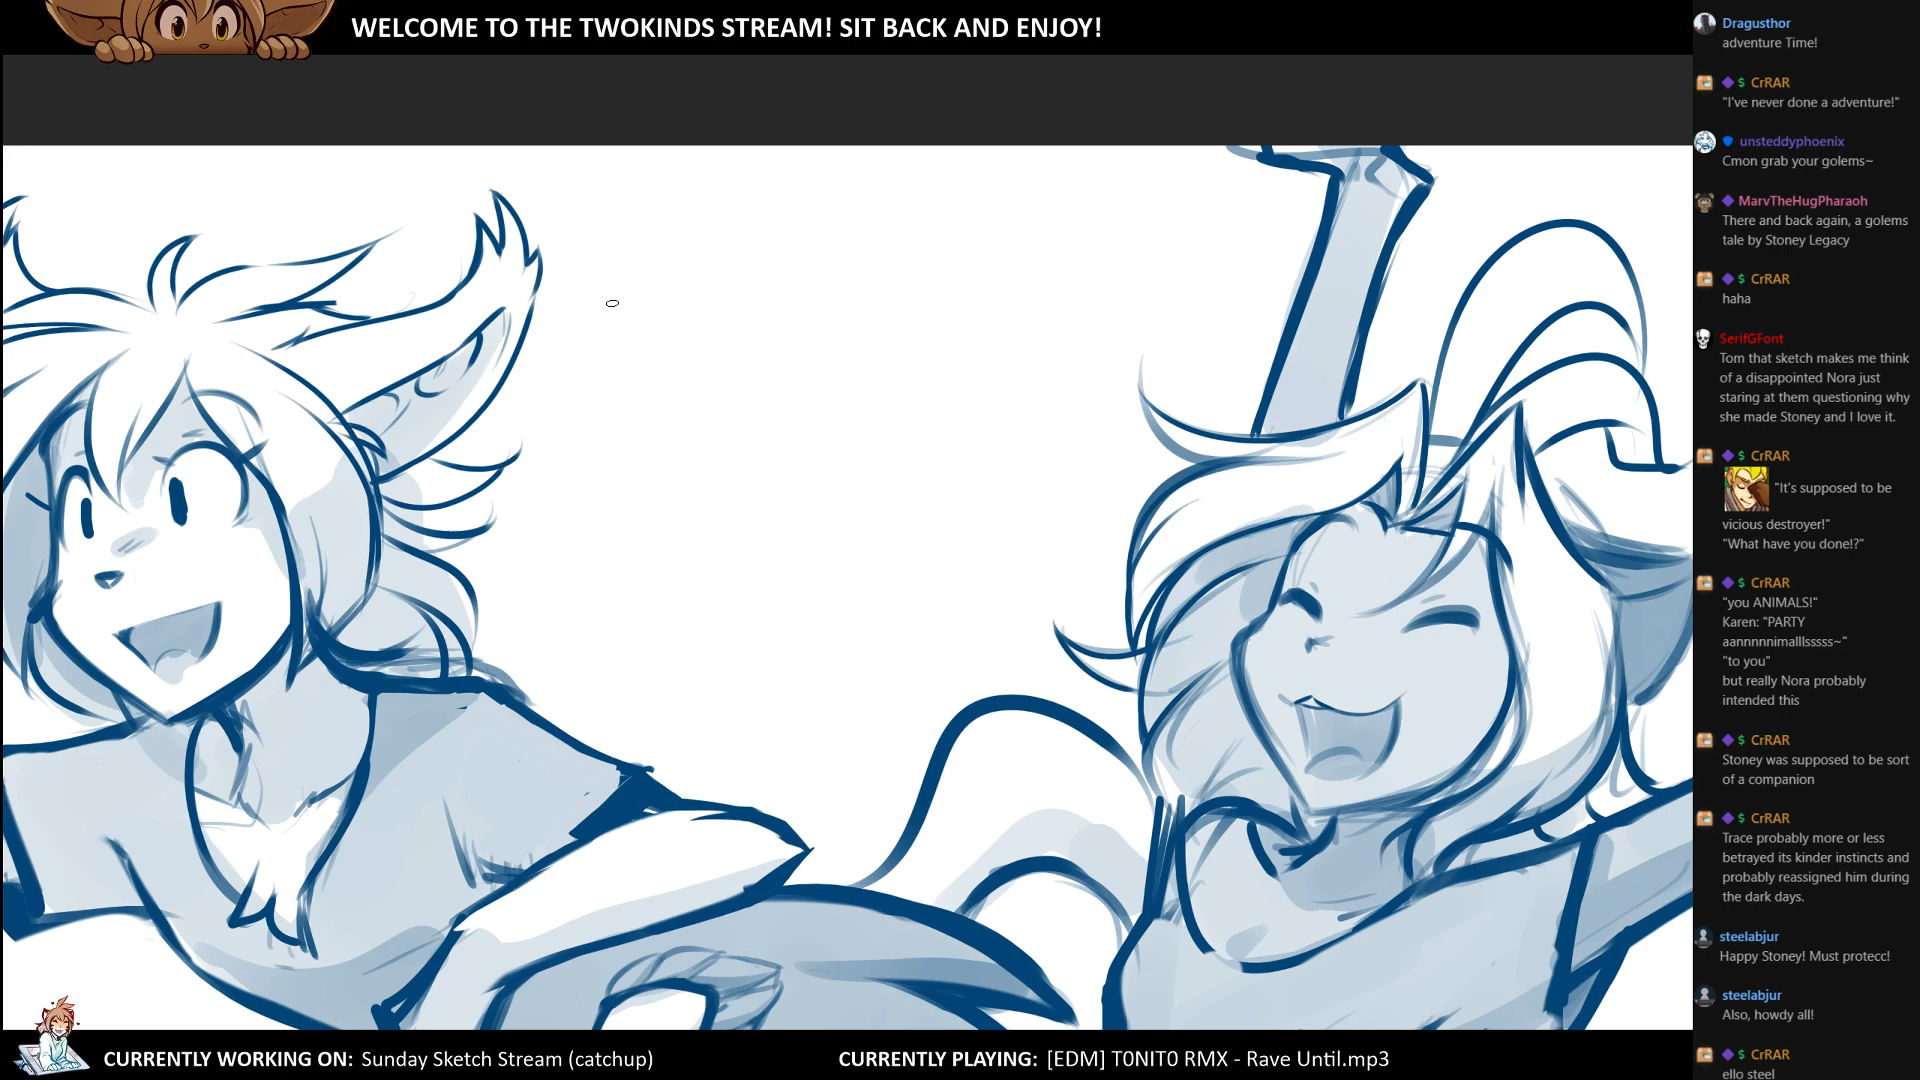 WELCOME TO THE TWOKINDS STREAM! SIT BACK AND ENJOY!
Dragusthor
adventure Time!
$ CrRAR
"I've never done a adventure!"
unsteddyphoenix
Cmon grab your golems~
MarvTheHugPharaoh
There and back again, a golems
tale by Stoney Legacy
$ CrRAR
haha
SerifGFont
Tom that sketch makes me think
of a disappointed Nora just
staring at them questioning why
she made Stoney and I love it.
$ CrRAR
"It's supposed to be
vicious destroyer!"
"What have you done!?"
$ CrRAR
"you ANIMALS!"
Karen: "PARTY
aannnnnimalllsssss~"
"to you"
but really Nora probably
intended this
$ CrRAR
Stoney was supposed to be sort
of a companion
$ CrRAR
Trace probably more or less
betrayed its kinder instincts and
probably reassigned him during
the dark days.
steelabjur
Happy Stoney! Must protecc!
steelabjur
Also, howdy all!
$ CrRAR
ello steel
CURRENTLY WORKING ON: Sunday Sketch Stream (catchup)
CURRENTLY PLAYING: [EDM] T0NIT0 RMX - Rave Until.mp3